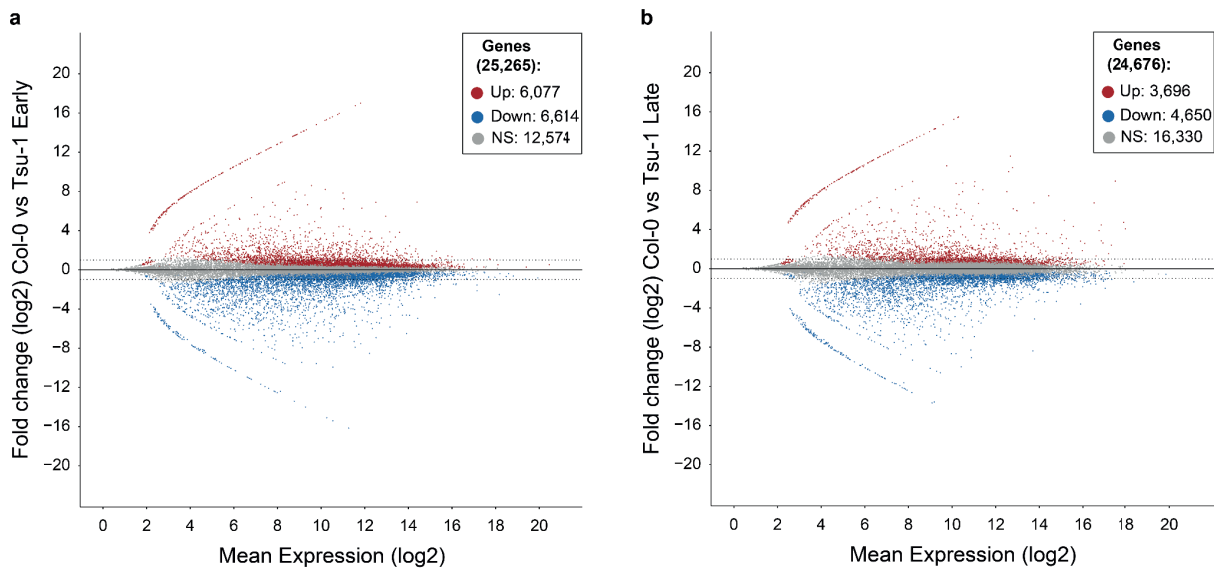 a
Fold change (log2) Col-0 vs Tsu-1 Early
20
16
12
8
4
0
−4
−8
−12
−16
−20
Genes
(25,265):
Up: 6,077
Down: 6,614
NS: 12,574
0 2 4 6 8 10 12 14 16 18 20
Mean Expression (log2)
b
Fold change (log2) Col-0 vs Tsu-1 Late
20
16
12
8
4
0
−4
−8
−12
−16
−20
Genes
(24,676):
Up: 3,696
Down: 4,650
NS: 16,330
0 2 4 6 8 10 12 14 16 18 20
Mean Expression (log2)